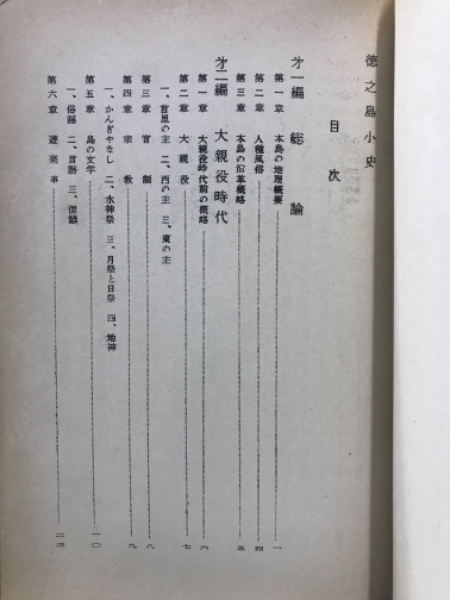 徳之島小史
目次
第一編 総論
第一章 本島の地理概要 一
第二章 人種風俗 四
第三章 本島の沿革概略 五
第二編 大親役時代
第一章 大親役時代前の概略 六
第二章 大親役 七
一、首里の主 二、西の主 三、東の主
第三章 官制 八
第四章 宗教 九
一、かんぎやなし 二、水神祭 三、月祭と日祭 四、地神
第五章 島の文学 一〇
一、俗謡 二、言語 三、俚諺
第六章 遊楽事